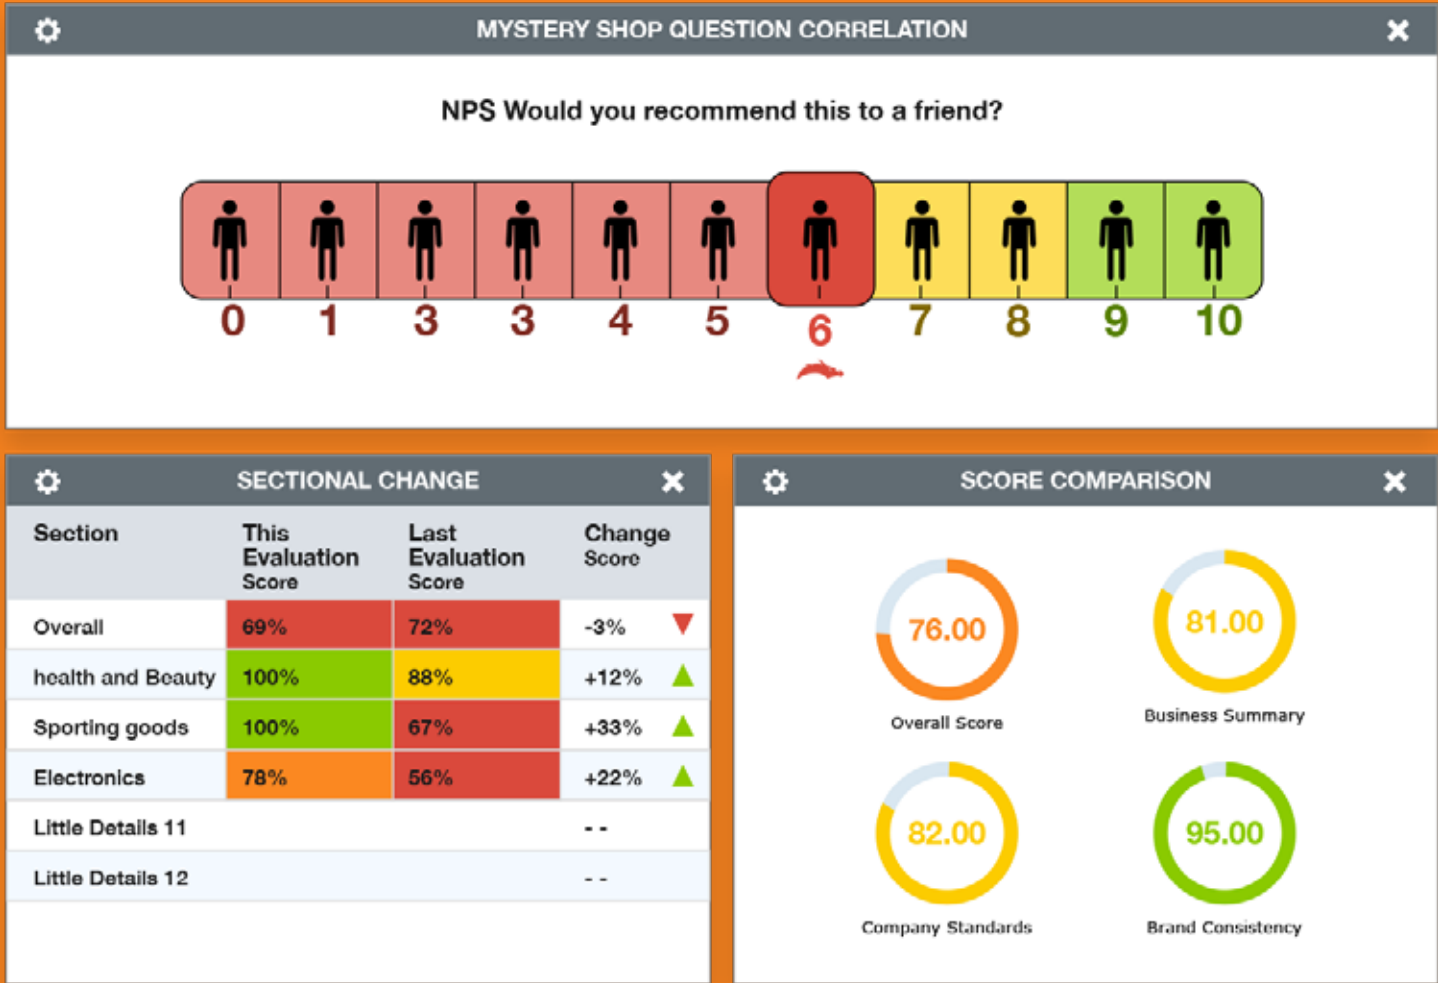 MYSTERY SHOP QUESTION CORRELATION
NPS Would you recommend this to a friend?
0 1 3 3 4 5 6 7 8 9 10
SECTIONAL CHANGE
Section This Evaluation Score Last Evaluation Score Change Score
Overall 69% 72% -3%
health and Beauty 100% 88% +12%
Sporting goods 100% 67% +33%
Electronics 78% 56% +22%
Little Details 11 - -
Little Details 12 - -
SCORE COMPARISON
76.00
Overall Score
81.00
Business Summary
82.00
Company Standards
95.00
Brand Consistency